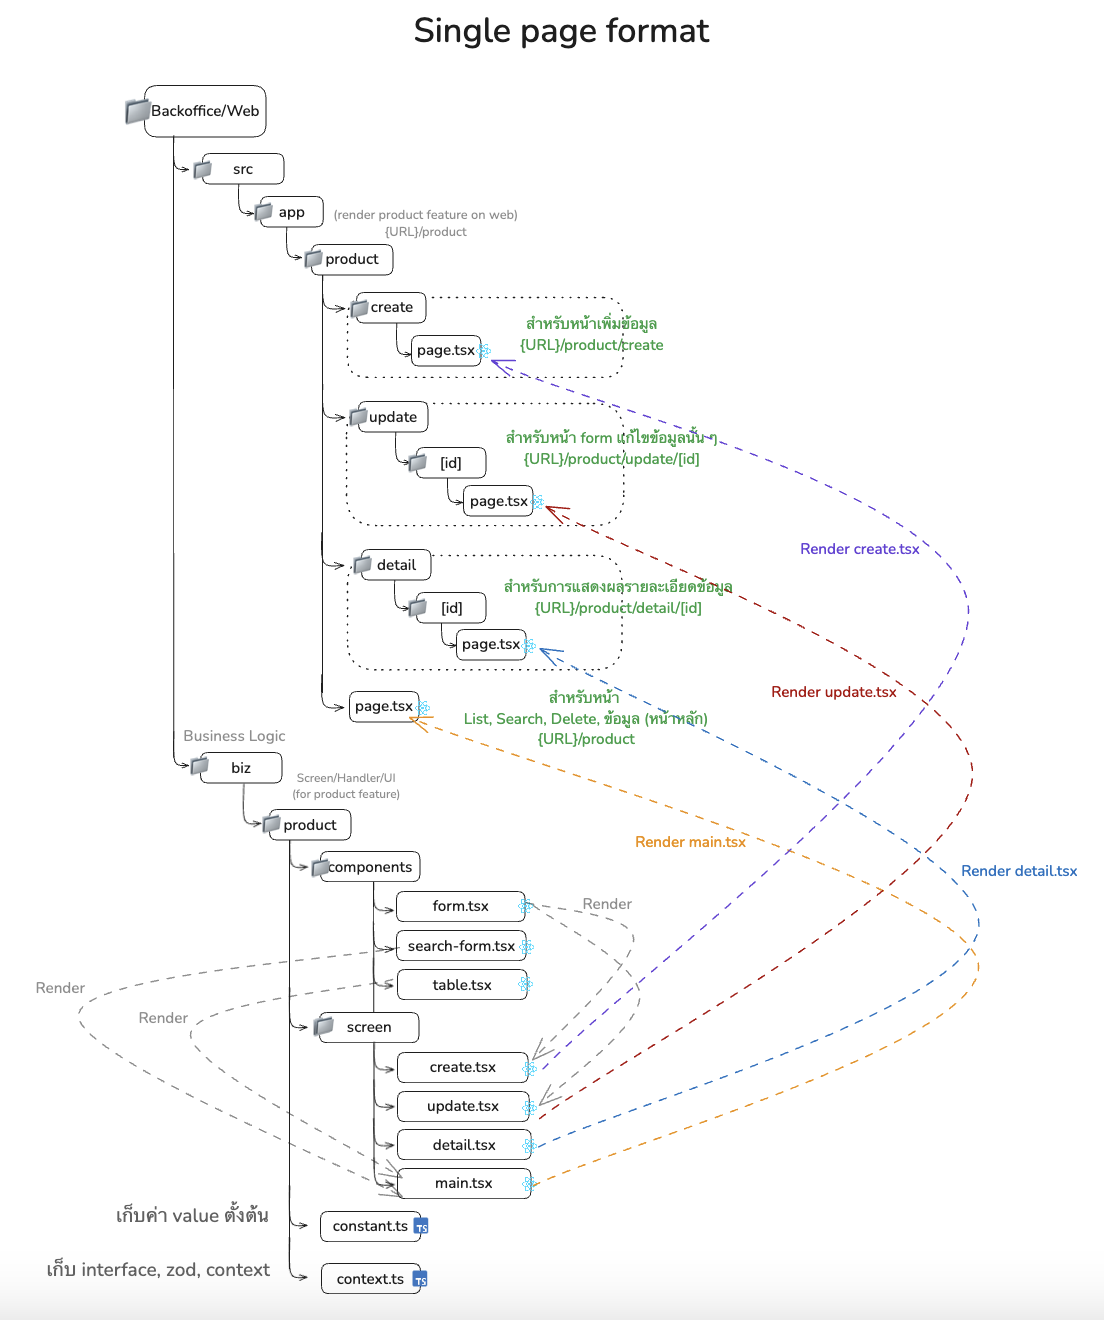 Single page format
Backoffice/Web
src
app
(render product feature on web)
{URL}/product
product
create
สำหรับหน้าเพิ่มข้อมูล
{URL}/product/create
page.tsx
update
สำหรับหน้า form แก้ไขข้อมูลนั้น ๆ
{URL}/product/update/[id]
[id]
page.tsx
Render create.tsx
detail
สำหรับการแสดงผลรายละเอียดข้อมูล
{URL}/product/detail/[id]
[id]
page.tsx
Render update.tsx
page.tsx
สำหรับหน้า
List, Search, Delete, ข้อมูล (หน้าหลัก)
{URL}/product
Business Logic
biz
Screen/Handler/UI
(for product feature)
product
Render main.tsx
components
Render detail.tsx
form.tsx
Render
search-form.tsx
table.tsx
Render
Render
screen
create.tsx
update.tsx
detail.tsx
main.tsx
เก็บค่า value ตั้งต้น
constant.ts
TS
เก็บ interface, zod, context
context.ts
TS